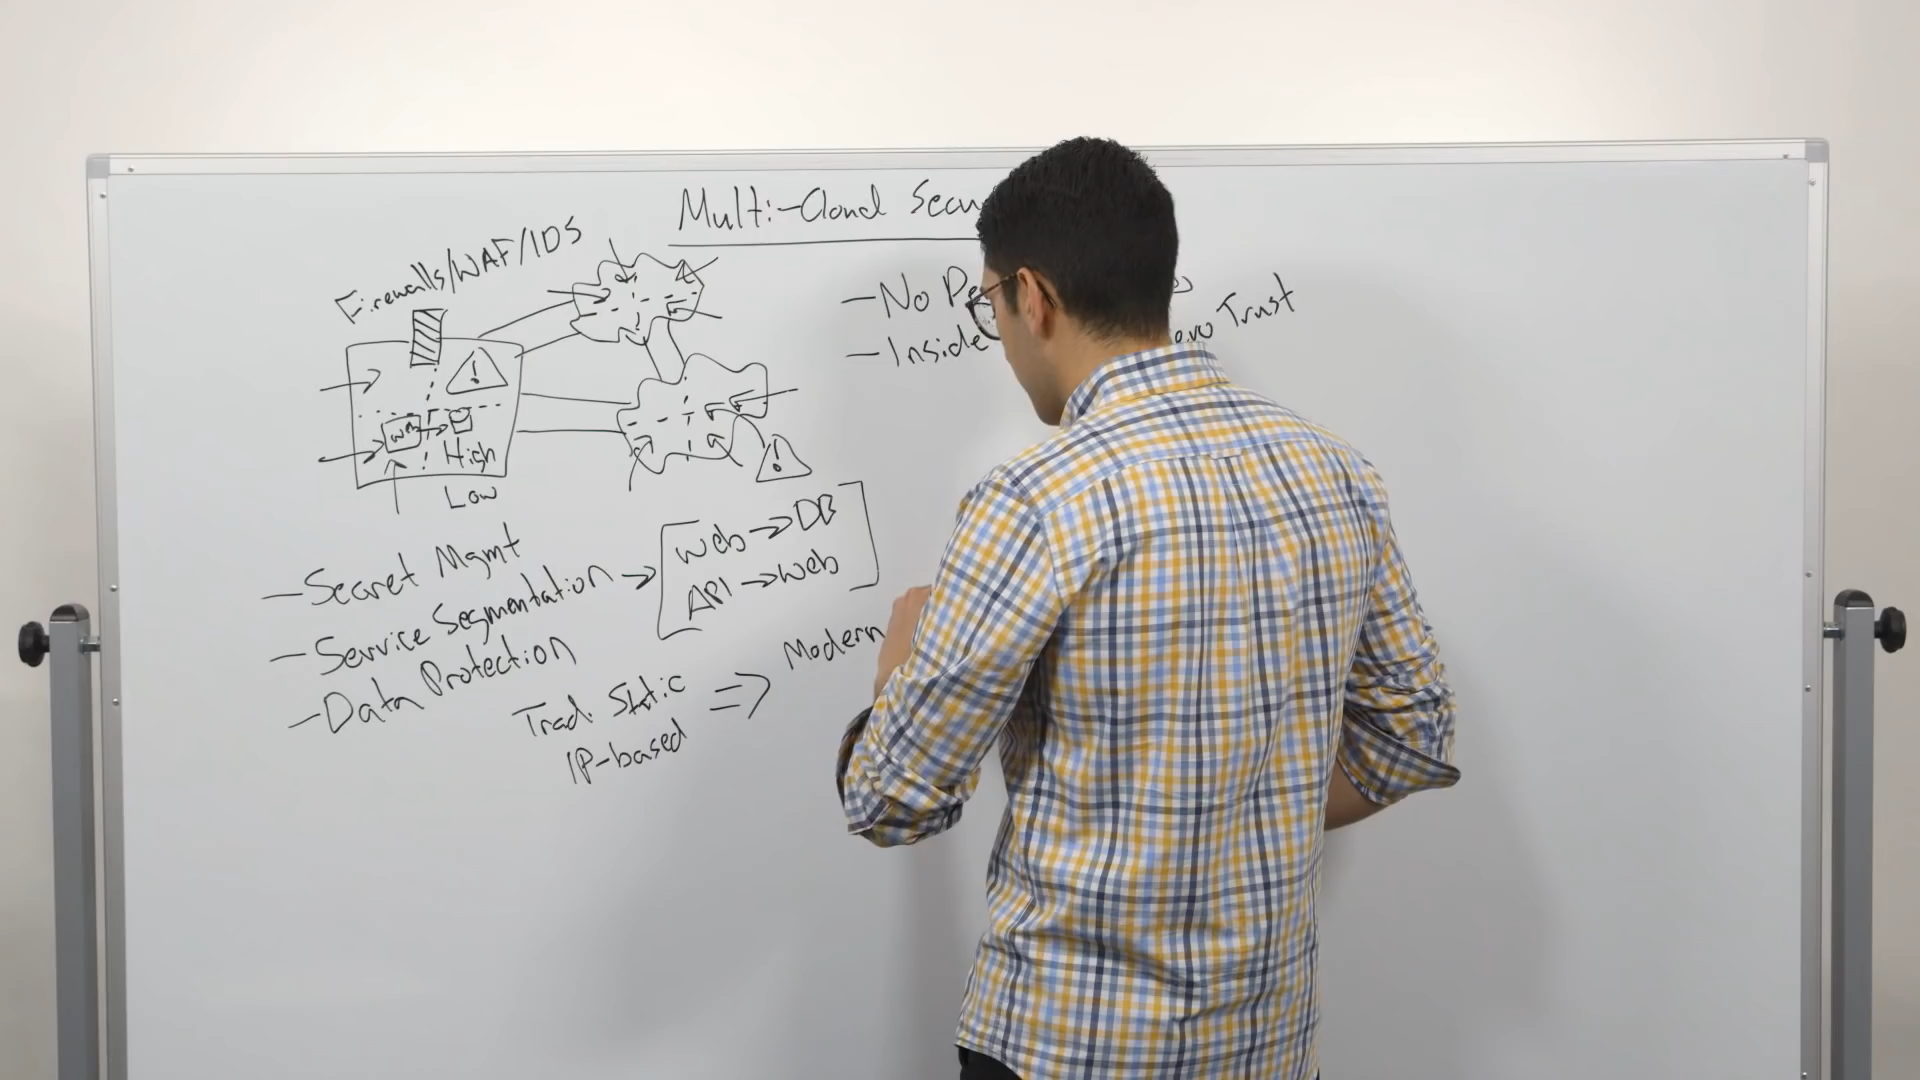 Multi-Cloud Secu
Firewalls/WAF/IDS
-No Pe
-Inside
Trust
!
web
High
Low
!
-Secret Mgmt
-Service Segmentation →
web → DB
API → web
-Data Protection
Trad. Static => Modern
IP-based